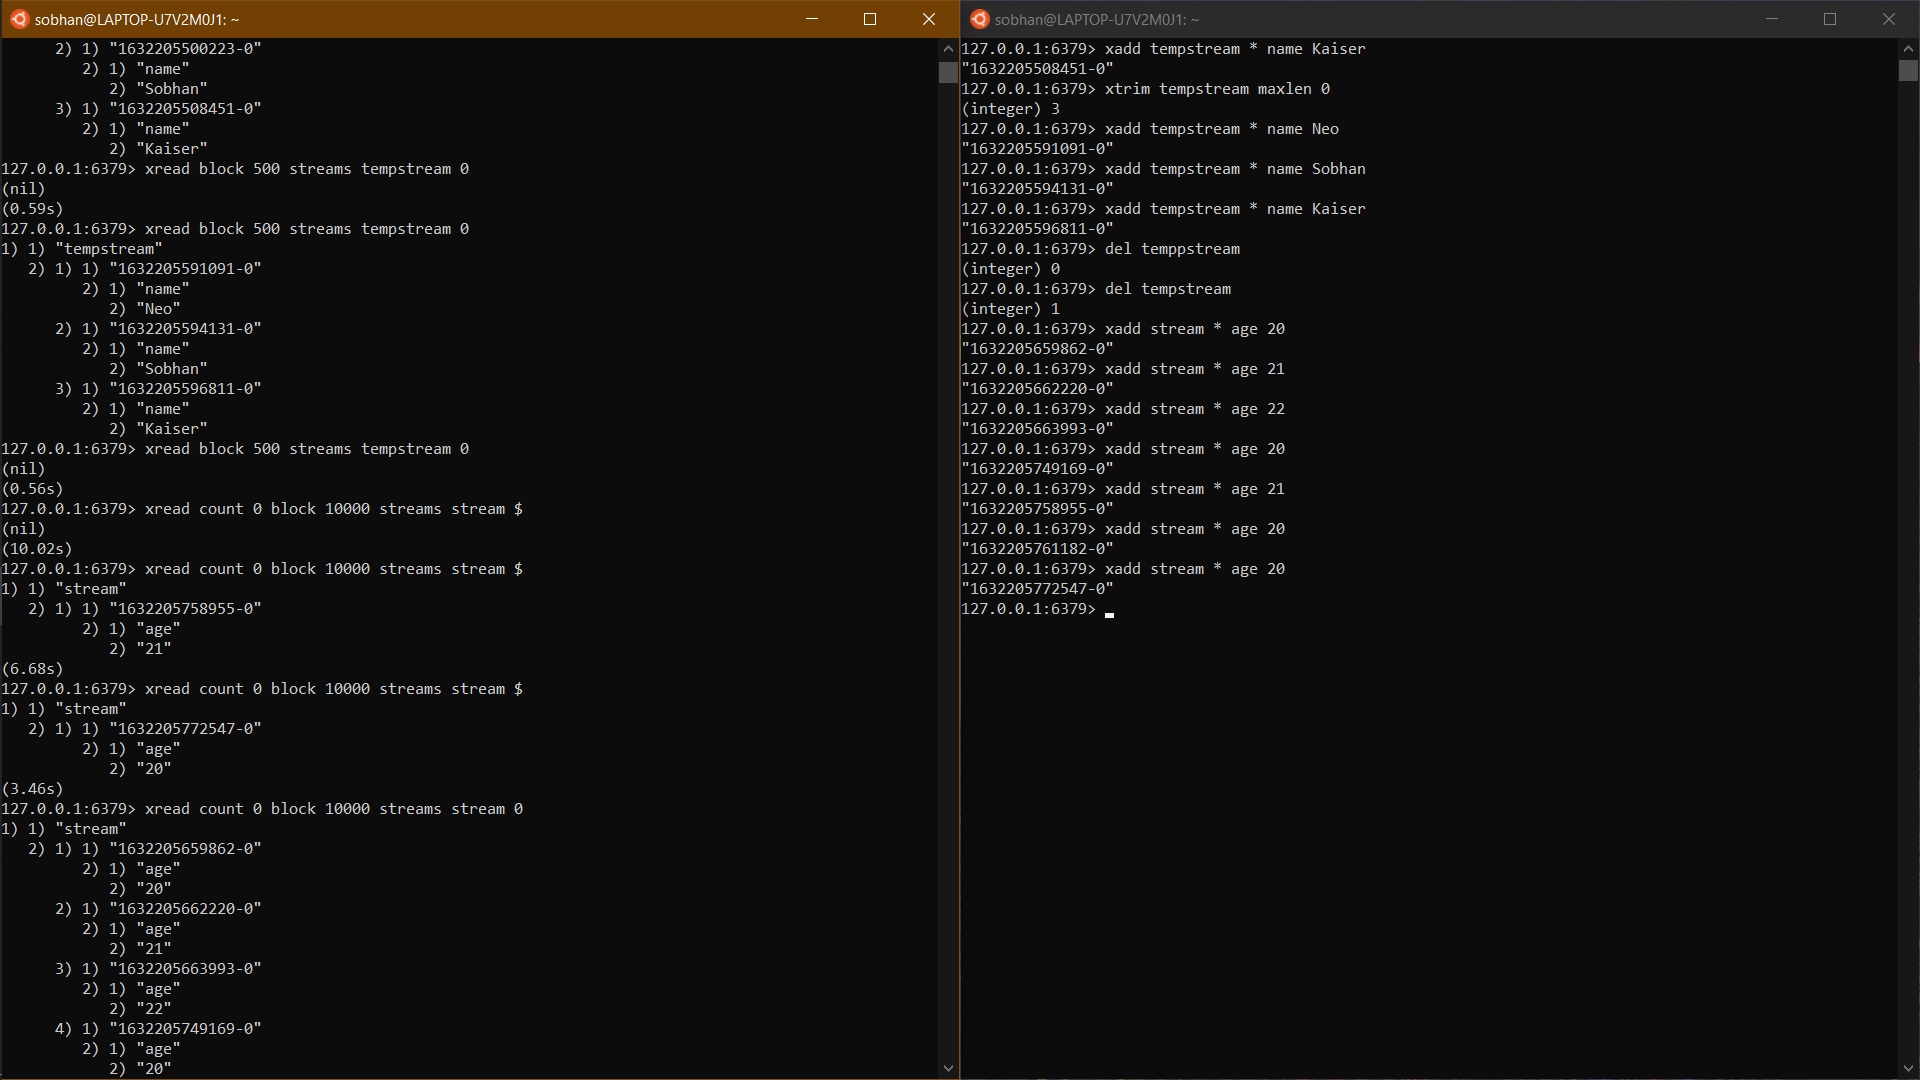 sobhan@LAPTOP-U7V2M0J1: ~
2) 1) "1632205500223-0"
2) 1) "name"
2) "Sobhan"
3) 1) "1632205508451-0"
2) 1) "name"
2) "Kaiser"
127.0.0.1:6379> xread block 500 streams tempstream 0
(nil)
(0.59s)
127.0.0.1:6379> xread block 500 streams tempstream 0
1) 1) "tempstream"
2) 1) 1) "1632205591091-0"
2) 1) "name"
2) "Neo"
2) 1) "1632205594131-0"
2) 1) "name"
2) "Sobhan"
3) 1) "1632205596811-0"
2) 1) "name"
2) "Kaiser"
127.0.0.1:6379> xread block 500 streams tempstream 0
(nil)
(0.56s)
127.0.0.1:6379> xread count 0 block 10000 streams stream $
(nil)
(10.02s)
127.0.0.1:6379> xread count 0 block 10000 streams stream $
1) 1) "stream"
2) 1) 1) "1632205758955-0"
2) 1) "age"
2) "21"
(6.68s)
127.0.0.1:6379> xread count 0 block 10000 streams stream $
1) 1) "stream"
2) 1) 1) "1632205772547-0"
2) 1) "age"
2) "20"
(3.46s)
127.0.0.1:6379> xread count 0 block 10000 streams stream 0
1) 1) "stream"
2) 1) 1) "1632205659862-0"
2) 1) "age"
2) "20"
2) 1) "1632205662220-0"
2) 1) "age"
2) "21"
3) 1) "1632205663993-0"
2) 1) "age"
2) "22"
4) 1) "1632205749169-0"
2) 1) "age"
2) "20"
sobhan@LAPTOP-U7V2M0J1: ~
127.0.0.1:6379> xadd tempstream * name Kaiser
"1632205508451-0"
127.0.0.1:6379> xtrim tempstream maxlen 0
(integer) 3
127.0.0.1:6379> xadd tempstream * name Neo
"1632205591091-0"
127.0.0.1:6379> xadd tempstream * name Sobhan
"1632205594131-0"
127.0.0.1:6379> xadd tempstream * name Kaiser
"1632205596811-0"
127.0.0.1:6379> del temppstream
(integer) 0
127.0.0.1:6379> del tempstream
(integer) 1
127.0.0.1:6379> xadd stream * age 20
"1632205659862-0"
127.0.0.1:6379> xadd stream * age 21
"1632205662220-0"
127.0.0.1:6379> xadd stream * age 22
"1632205663993-0"
127.0.0.1:6379> xadd stream * age 20
"1632205749169-0"
127.0.0.1:6379> xadd stream * age 21
"1632205758955-0"
127.0.0.1:6379> xadd stream * age 20
"1632205761182-0"
127.0.0.1:6379> xadd stream * age 20
"1632205772547-0"
127.0.0.1:6379>